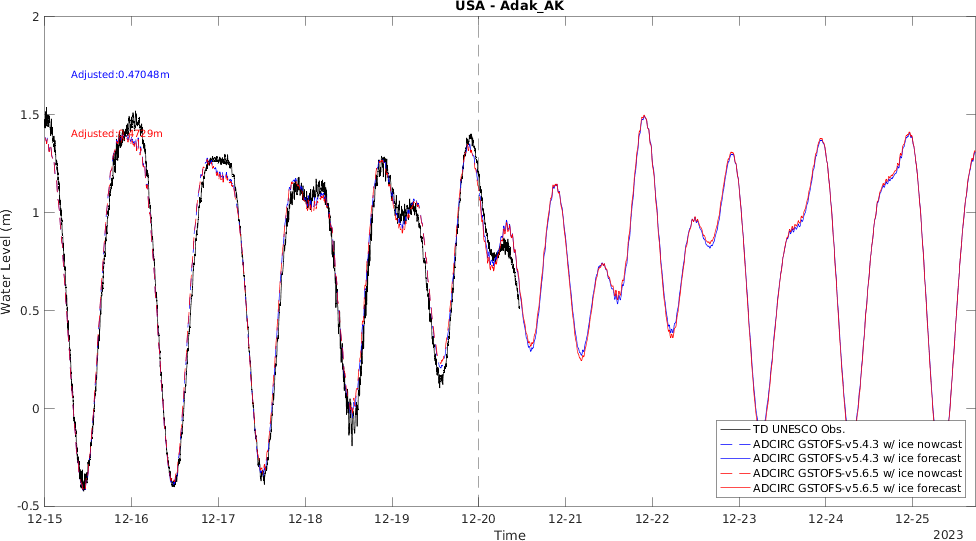 USA - Adak_AK
2
Adjusted:0.47048m
1.5
Adjusted:0.4729m
1
Water Level (m)
0.5
0
-0.5
TD UNESCO Obs.
ADCIRC GSTOFS-v5.4.3 w/ ice nowcast
ADCIRC GSTOFS-v5.4.3 w/ ice forecast
ADCIRC GSTOFS-v5.6.5 w/ ice nowcast
ADCIRC GSTOFS-v5.6.5 w/ ice forecast
12-15 12-16 12-17 12-18 12-19 12-20 12-21 12-22 12-23 12-24 12-25
Time
2023